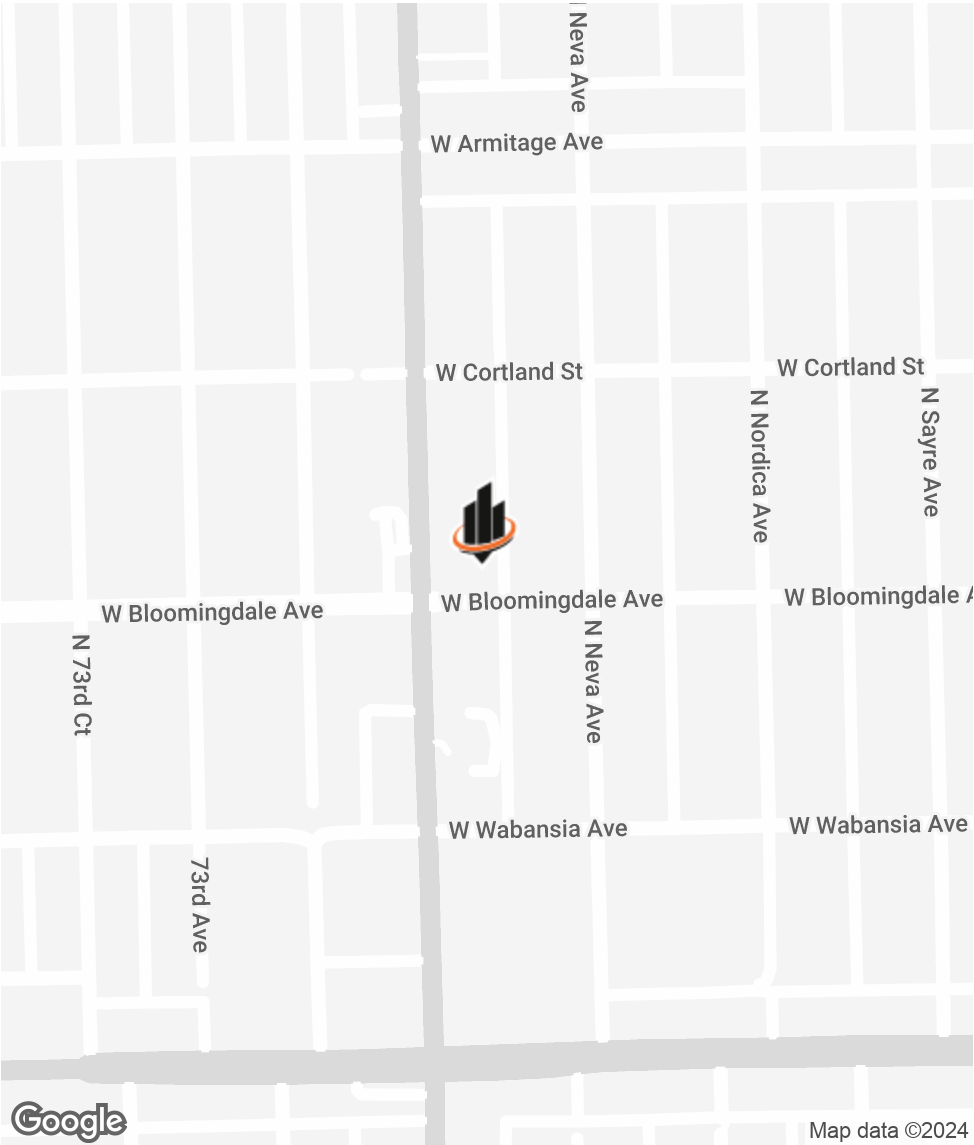 N Neva Ave
W Armitage Ave
W Cortland St
W Cortland St
N Nordica Ave
N Sayre Ave
W Bloomingdale Ave
W Bloomingdale Ave
W Bloomingdale A
N 73rd Ct
N Neva Ave
W Wabansia Ave
W Wabansia Ave
73rd Ave
Google
Map data ©2024